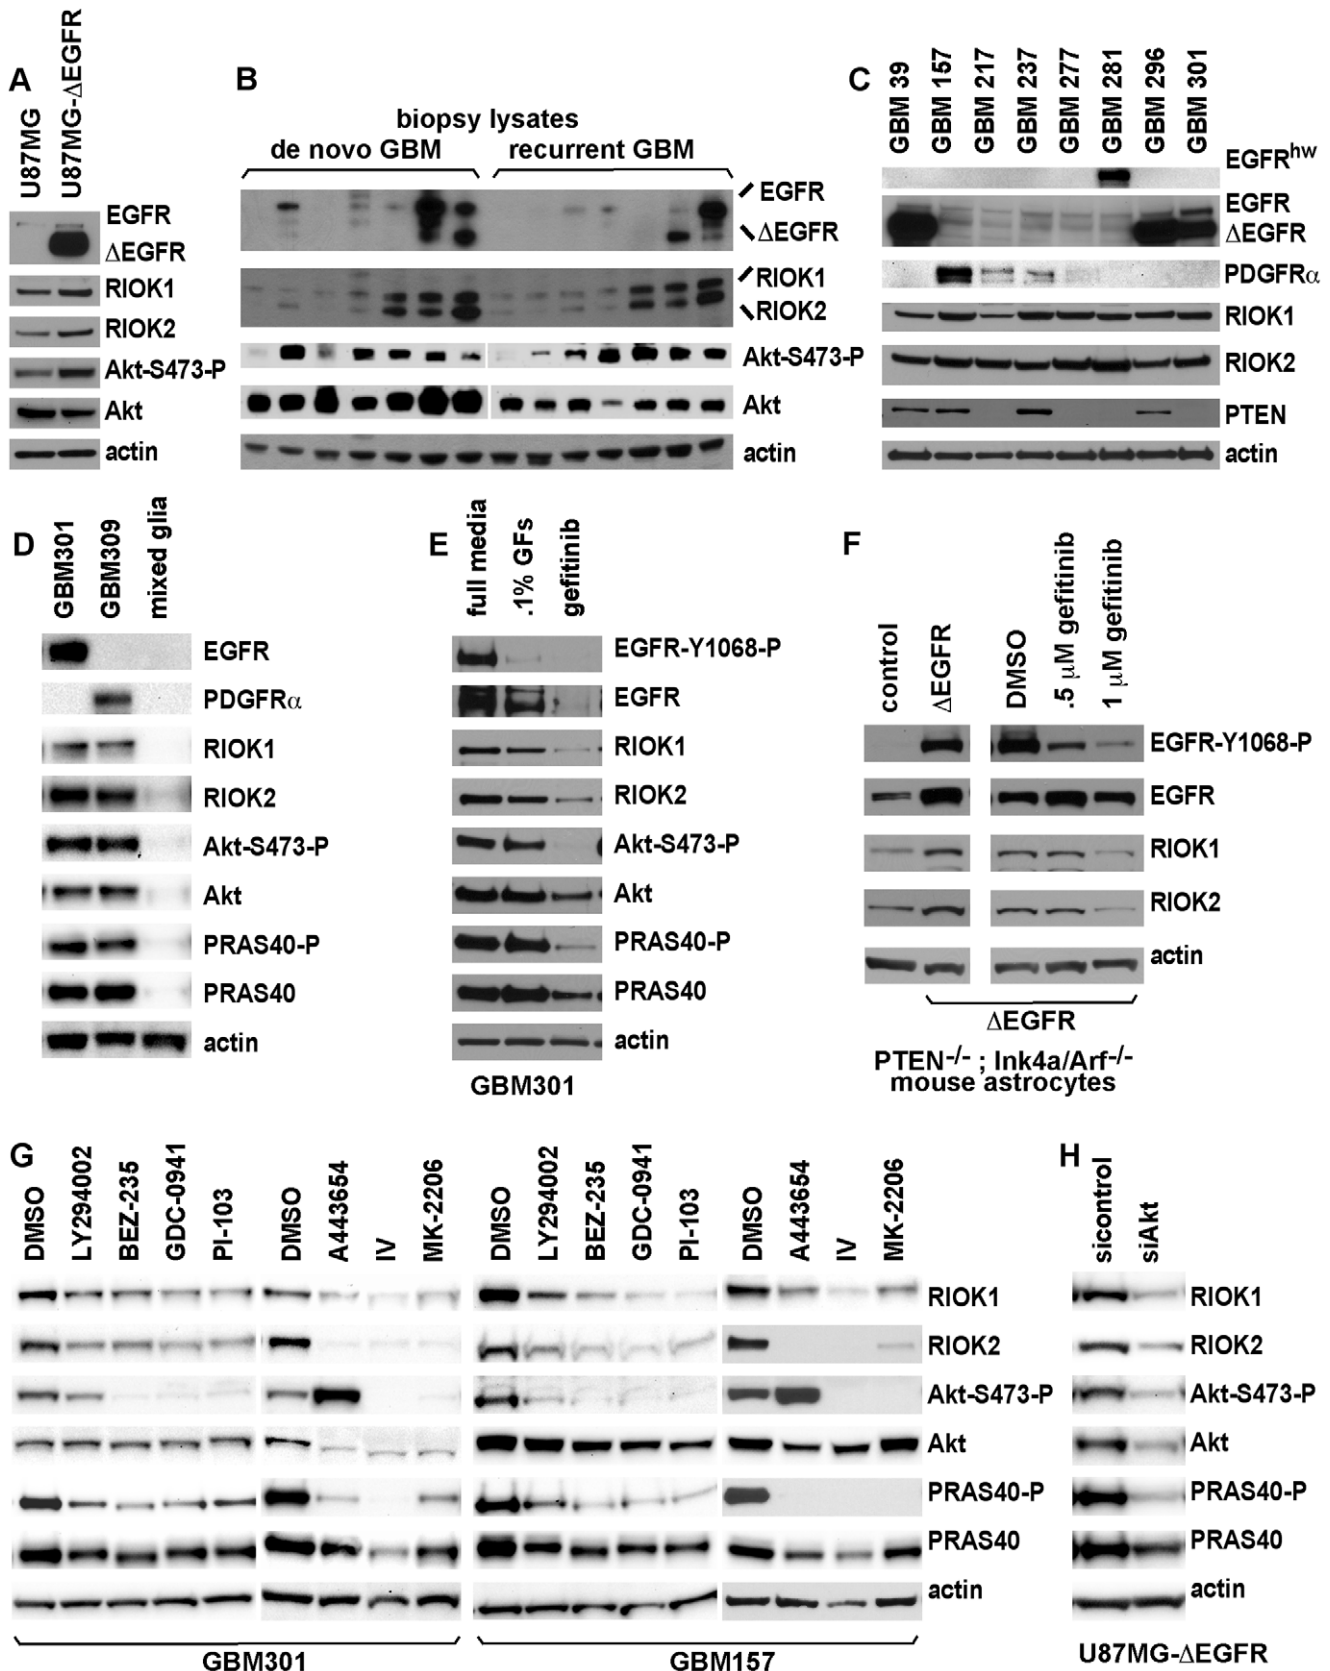 A
U87MG
U87MG-ΔEGFR
EGFR
ΔEGFR
RIOK1
RIOK2
Akt-S473-P
Akt
actin
B
biopsy lysates
de novo GBM
recurrent GBM
EGFR
ΔEGFR
RIOK1
RIOK2
Akt-S473-P
Akt
actin
C
GBM 39
GBM 157
GBM 217
GBM 237
GBM 277
GBM 281
GBM 296
GBM 301
EGFRhw
EGFR
ΔEGFR
PDGFRα
RIOK1
RIOK2
PTEN
actin
D
GBM301
GBM309
mixed glia
EGFR
PDGFRα
RIOK1
RIOK2
Akt-S473-P
Akt
PRAS40-P
PRAS40
actin
E
full media
.1% GFs
gefitinib
EGFR-Y1068-P
EGFR
RIOK1
RIOK2
Akt-S473-P
Akt
PRAS40-P
PRAS40
actin
GBM301
F
control
ΔEGFR
DMSO
.5 μM gefitinib
1 μM gefitinib
EGFR-Y1068-P
EGFR
RIOK1
RIOK2
actin
ΔEGFR
PTEN-/- ; Ink4a/Arf-/-
mouse astrocytes
G
DMSO
LY294002
BEZ-235
GDC-0941
PI-103
DMSO
A443654
IV
MK-2206
DMSO
LY294002
BEZ-235
GDC-0941
PI-103
DMSO
A443654
IV
MK-2206
RIOK1
RIOK2
Akt-S473-P
Akt
PRAS40-P
PRAS40
actin
GBM301
GBM157
H
sicontrol
siAkt
RIOK1
RIOK2
Akt-S473-P
Akt
PRAS40-P
PRAS40
actin
U87MG-ΔEGFR